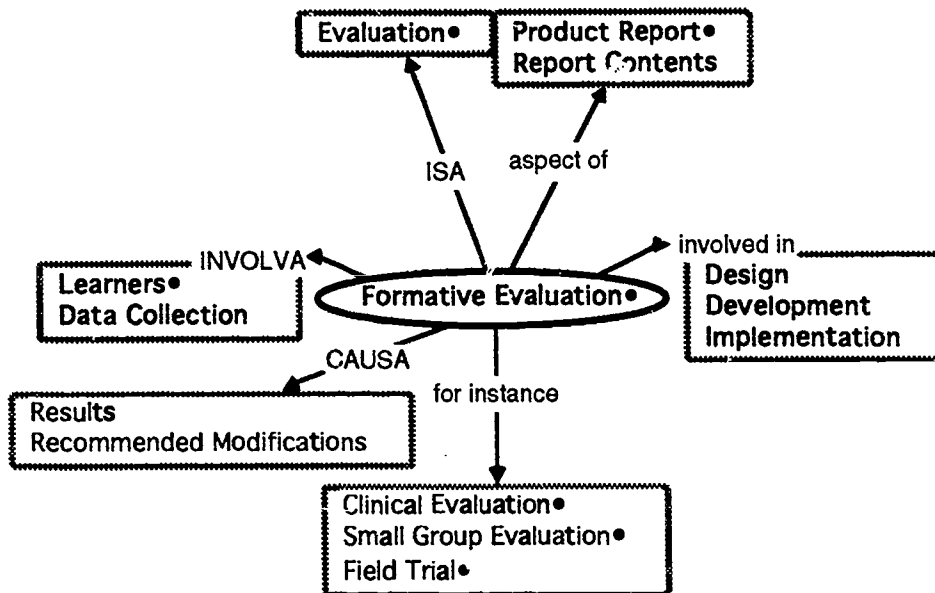 Evaluation•
Product Report•
Report Contents
ISA
aspect of
INVOLVA
involved in
Learners•
Data Collection
Formative Evaluation•
Design
Development
Implementation
CAUSA
for instance
Results
Recommended Modifications
Clinical Evaluation•
Small Group Evaluation•
Field Trial•